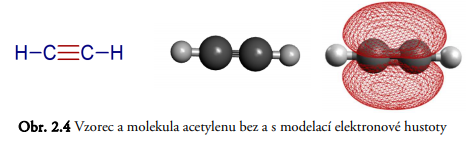 H–C≡C–H
Obr. 2.4 Vzorec a molekula acetylenu bez a s modelací elektronové hustoty